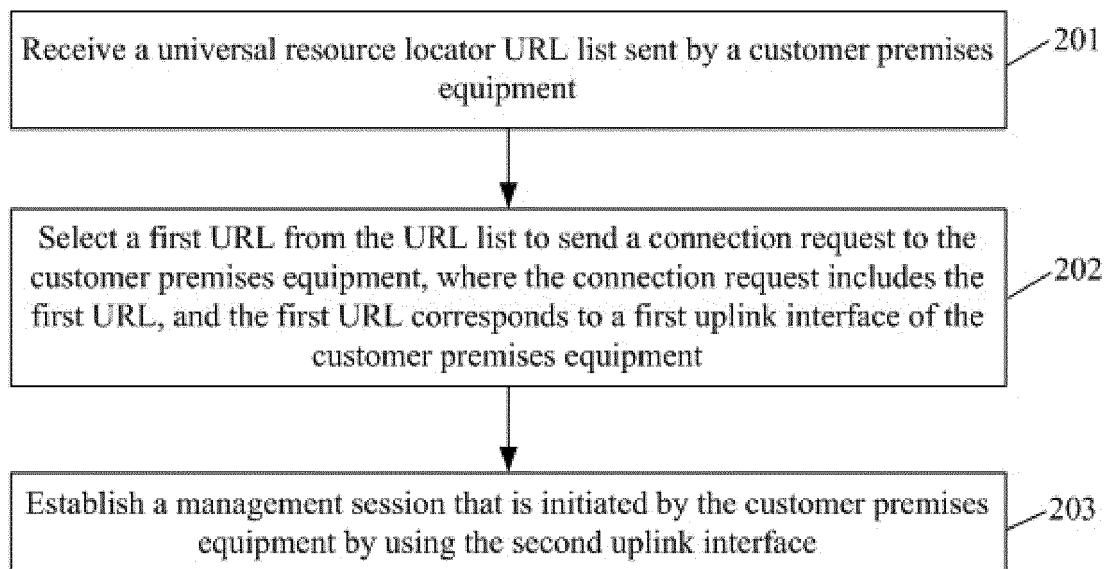 Receive a universal resource locator URL list sent by a customer premises
equipment
201
Select a first URL from the URL list to send a connection request to the
customer premises equipment, where the connection request includes the
first URL, and the first URL corresponds to a first uplink interface of the
customer premises equipment
202
Establish a management session that is initiated by the customer premises
equipment by using the second uplink interface
203